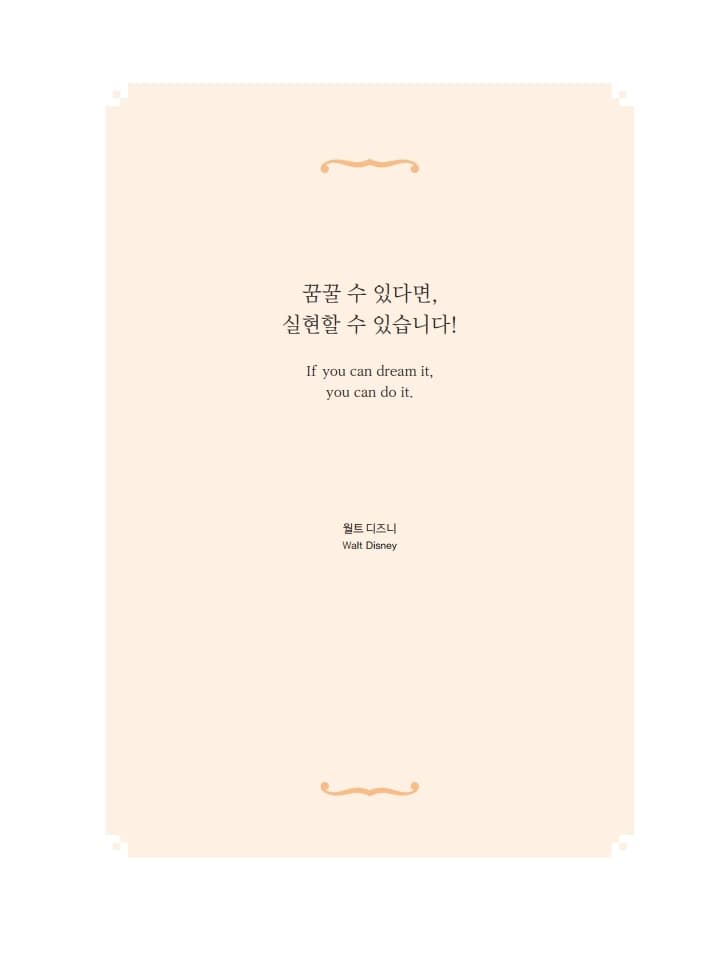 꿈꿀 수 있다면,
실현할 수 있습니다!
If you can dream it,
you can do it.
월트 디즈니
Walt Disney